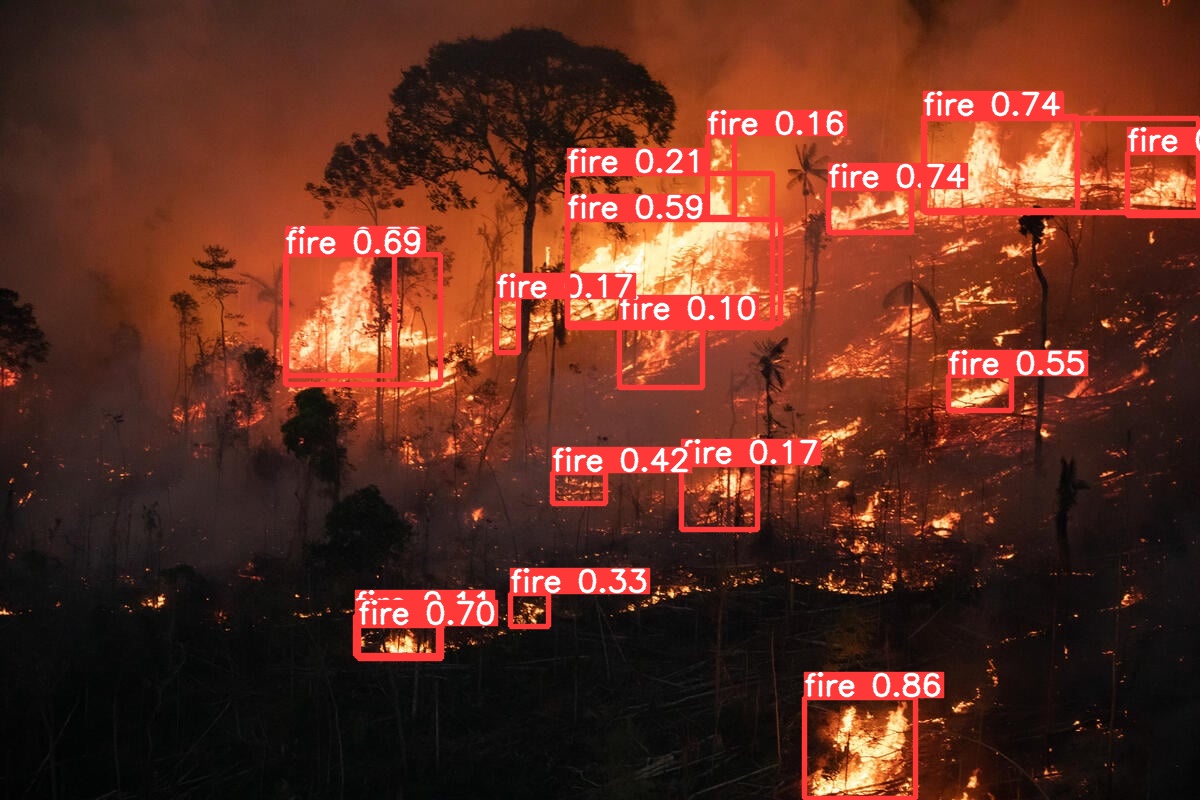 fire 0.74
fire 0.16
fire
fire 0.21
fire 0.74
fire 0.59
fire 0.69
fire 0.17
fire 0.10
fire 0.55
fire 0.42
fire 0.17
fire 0.33
fire 0.70
fire 0.86